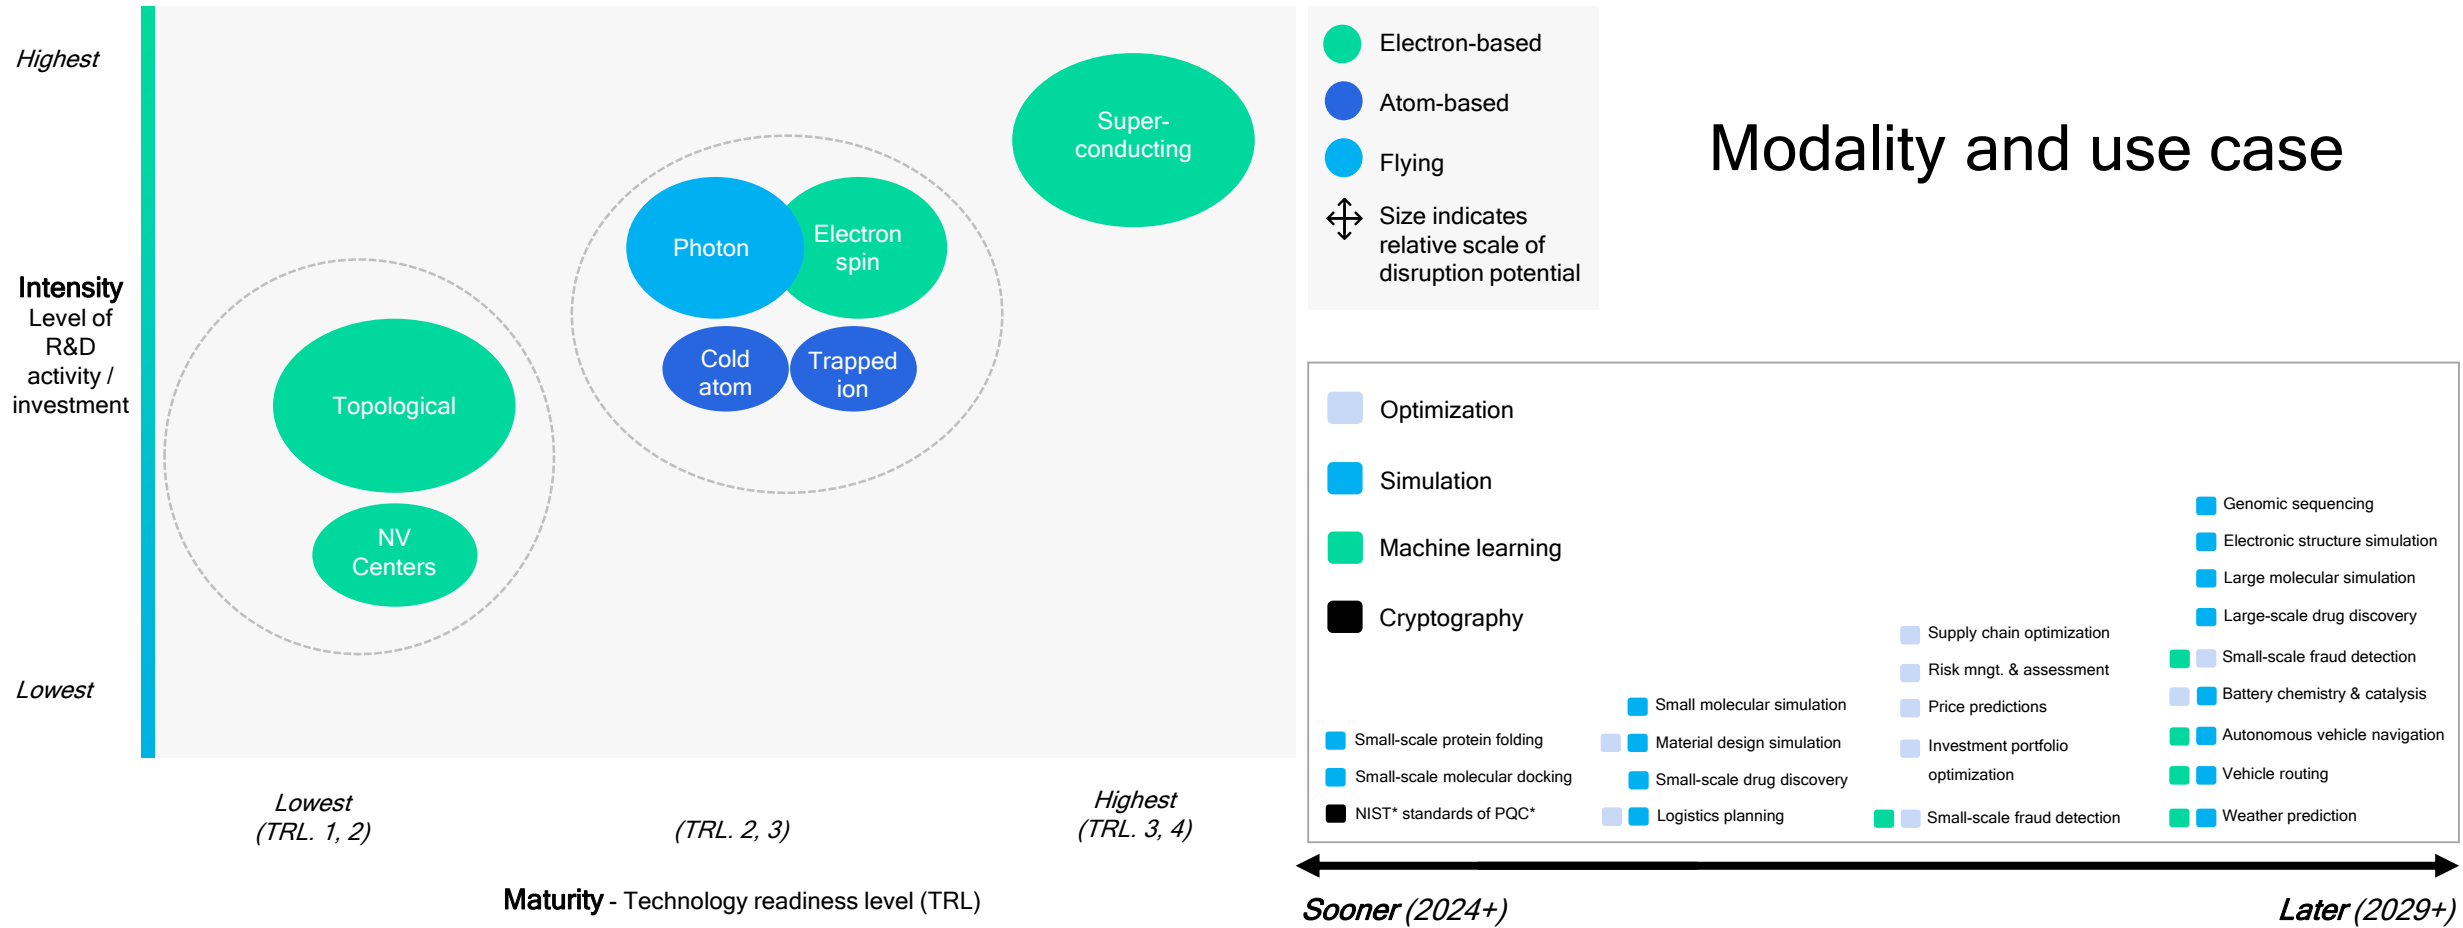 Highest
Intensity
Level of
R&D
activity /
investment
Lowest
Super-
conducting
Photon
Electron
spin
Cold
atom
Trapped
ion
Topological
NV
Centers
Lowest
(TRL. 1, 2)
(TRL. 2, 3)
Highest
(TRL. 3, 4)
Maturity - Technology readiness level (TRL)
Electron-based
Atom-based
Flying
Size indicates
relative scale of
disruption potential
Modality and use case
Optimization
Simulation
Machine learning
Cryptography
Small-scale protein folding
Small-scale molecular docking
NIST* standards of PQC*
Small molecular simulation
Material design simulation
Small-scale drug discovery
Logistics planning
Supply chain optimization
Risk mngt. & assessment
Price predictions
Investment portfolio
optimization
Small-scale fraud detection
Genomic sequencing
Electronic structure simulation
Large molecular simulation
Large-scale drug discovery
Small-scale fraud detection
Battery chemistry & catalysis
Autonomous vehicle navigation
Vehicle routing
Weather prediction
Sooner (2024+)
Later (2029+)